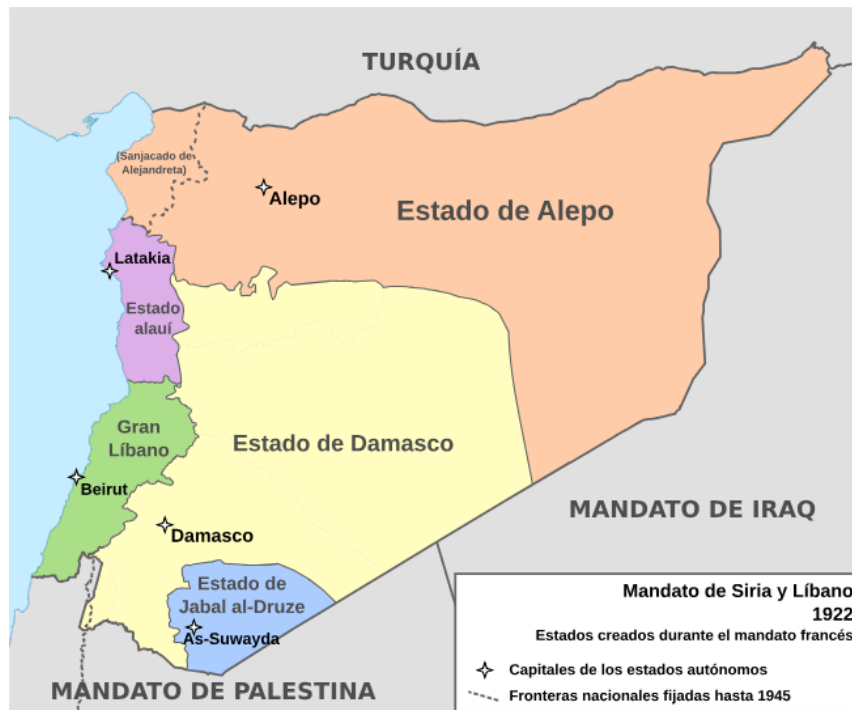 TURQUÍA
(Sanjacado de
Alejandreta)
Alepo
Estado de Alepo
Latakia
Estado
alauí
Gran
Líbano
Estado de Damasco
Beirut
Damasco
MANDATO DE IRAQ
Estado de
Jabal al-Druze
As-Suwayda
MANDATO DE PALESTINA
Mandato de Siria y Líbano
1922
Estados creados durante el mandato francés
Capitales de los estados autónomos
Fronteras nacionales fijadas hasta 1945